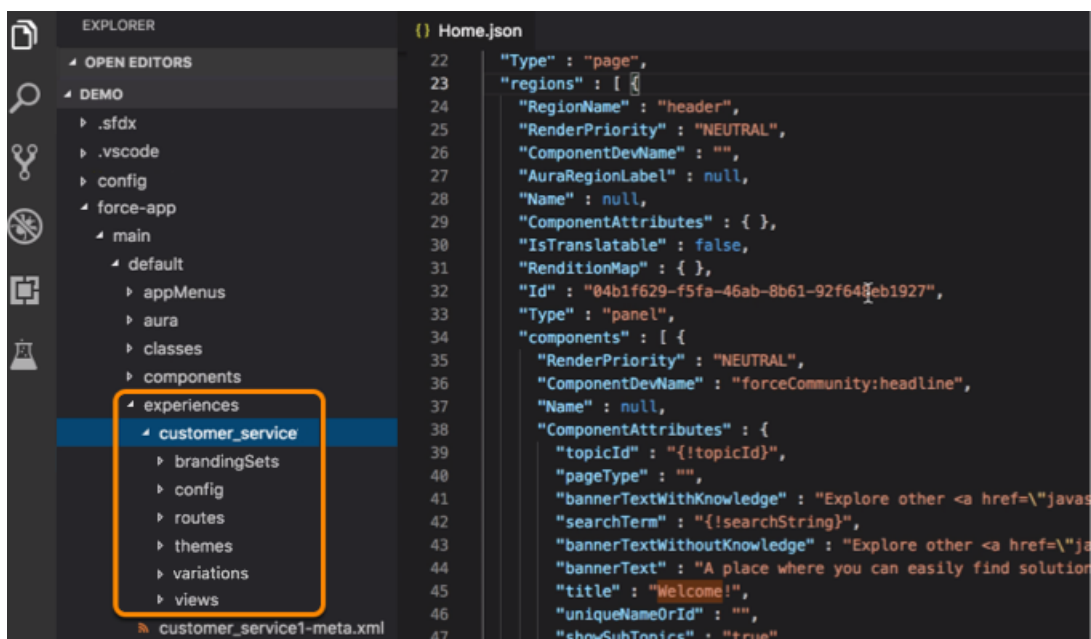 EXPLORER
OPEN EDITORS
DEMO
.sfdx
.vscode
config
force-app
main
default
appMenus
aura
classes
components
experiences
customer_service
brandingSets
config
routes
themes
variations
views
customer_service1-meta.xml
{} Home.json
22 "Type" : "page",
23 "regions" : [ {
24 "RegionName" : "header",
25 "RenderPriority" : "NEUTRAL",
26 "ComponentDevName" : "",
27 "AuraRegionLabel" : null,
28 "Name" : null,
29 "ComponentAttributes" : { },
30 "IsTranslatable" : false,
31 "RenditionMap" : { },
32 "Id" : "04b1f629-f5fa-46ab-8b61-92f648eb1927",
33 "Type" : "panel",
34 "components" : [ {
35 "RenderPriority" : "NEUTRAL",
36 "ComponentDevName" : "forceCommunity:headline",
37 "Name" : null,
38 "ComponentAttributes" : {
39 "topicId" : "{!topicId}",
40 "pageType" : "",
41 "bannerTextWithKnowledge" : "Explore other <a href=\"javas
42 "searchTerm" : "{!searchString}",
43 "bannerTextWithoutKnowledge" : "Explore other <a href=\"ja
44 "bannerText" : "A place where you can easily find solution
45 "title" : "Welcome!",
46 "uniqueNameOrId" : "",
47 "showSubTopics" : "true"